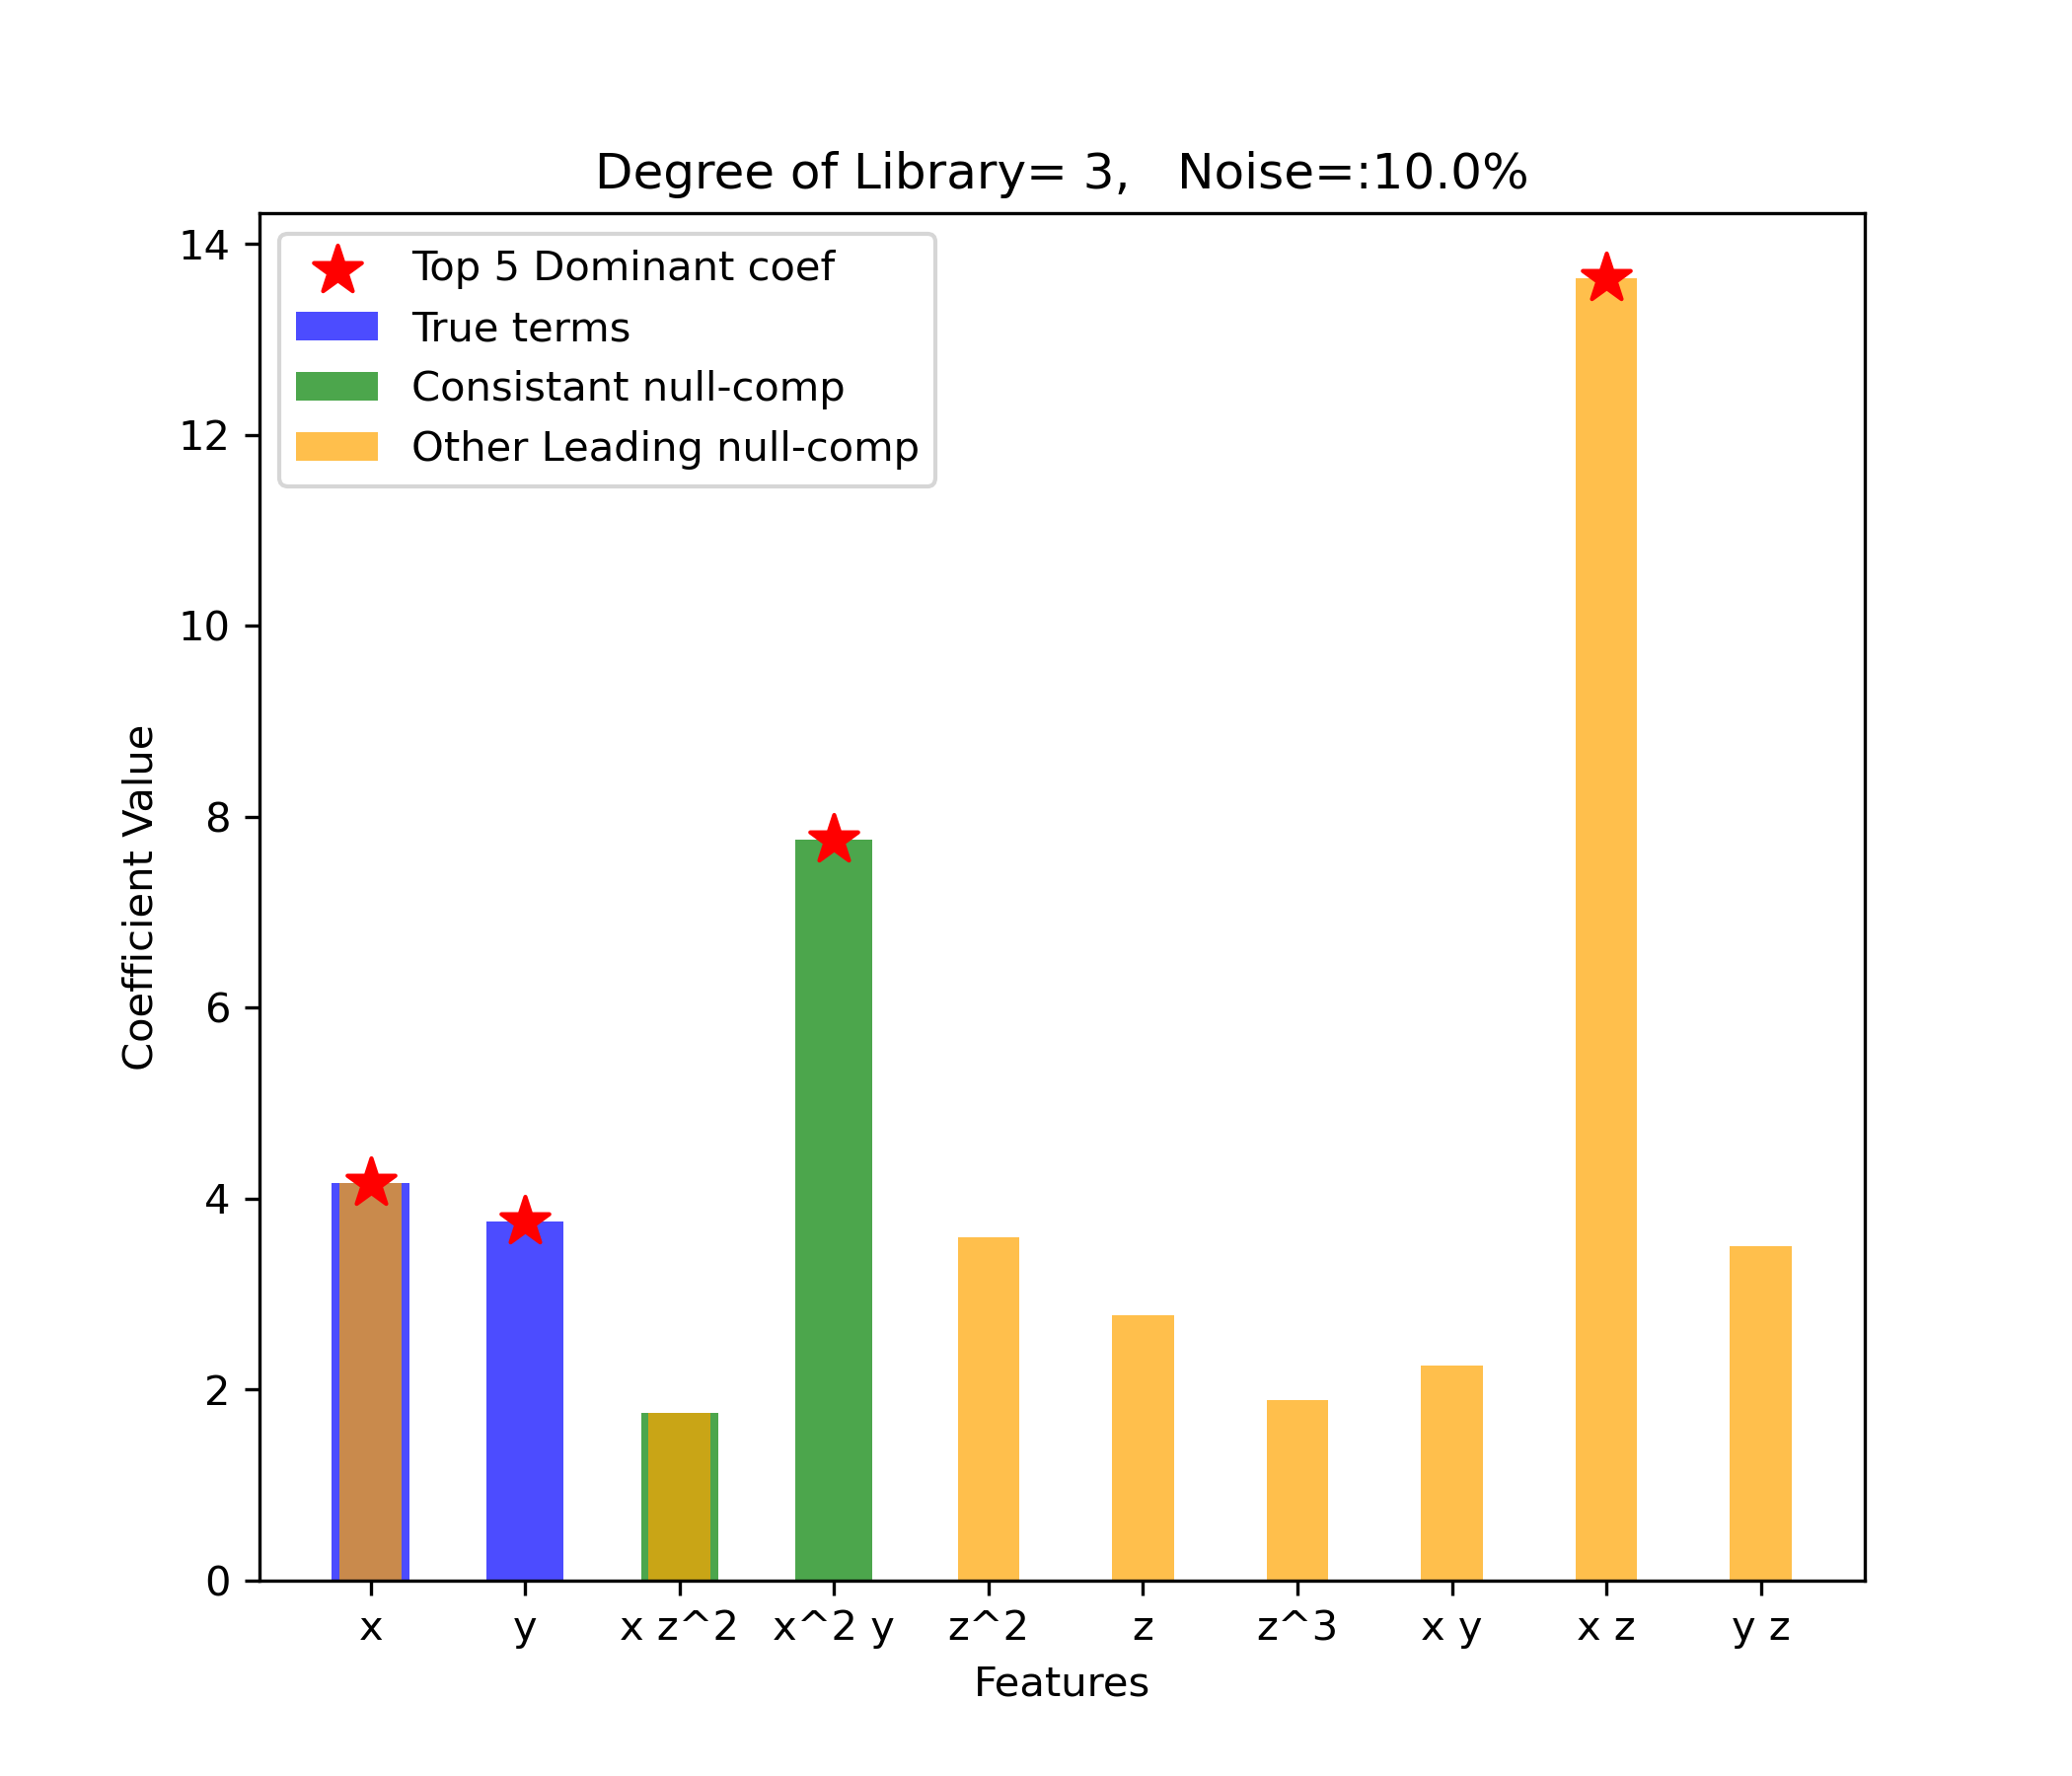 Degree of Library= 3,   Noise=:10.0%
Top 5 Dominant coef
True terms
Consistant null-comp
Other Leading null-comp
14
12
10
8
6
4
2
0
Coefficient Value
x y x z^2 x^2 y z^2 z z^3 x y x z y z
Features